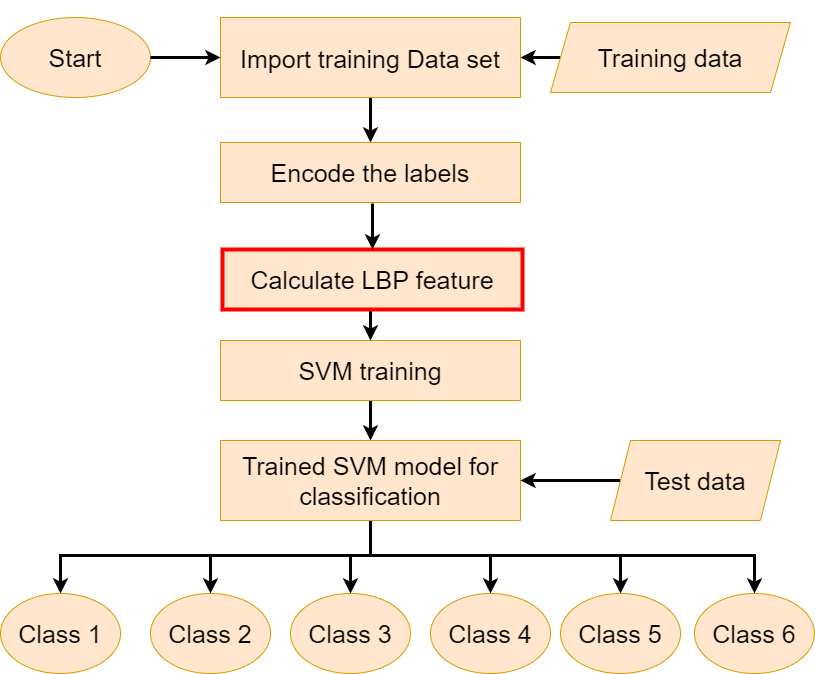 Start
Import training Data set
Training data
Encode the labels
Calculate LBP feature
SVM training
Trained SVM model for
classification
Test data
Class 1
Class 2
Class 3
Class 4
Class 5
Class 6